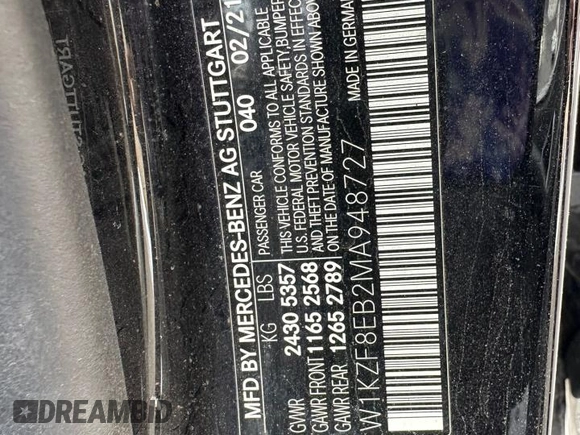 MFD BY MERCEDES-BENZ AG STUTTGART
040 02/21
PASSENGER CAR
THIS VEHICLE CONFORMS TO ALL APPLICABLE
U.S. FEDERAL MOTOR VEHICLE SAFETY, BUMPER,
AND THEFT PREVENTION STANDARDS IN EFFECT
ON THE DATE OF MANUFACTURE SHOWN ABOVE
KG LBS
GVWR 2430 5357
GAWR FRONT 1165 2568
GAWR REAR 1265 2789
MADE IN GERMANY
W1KZF8EB2MA948727
DREAMBID